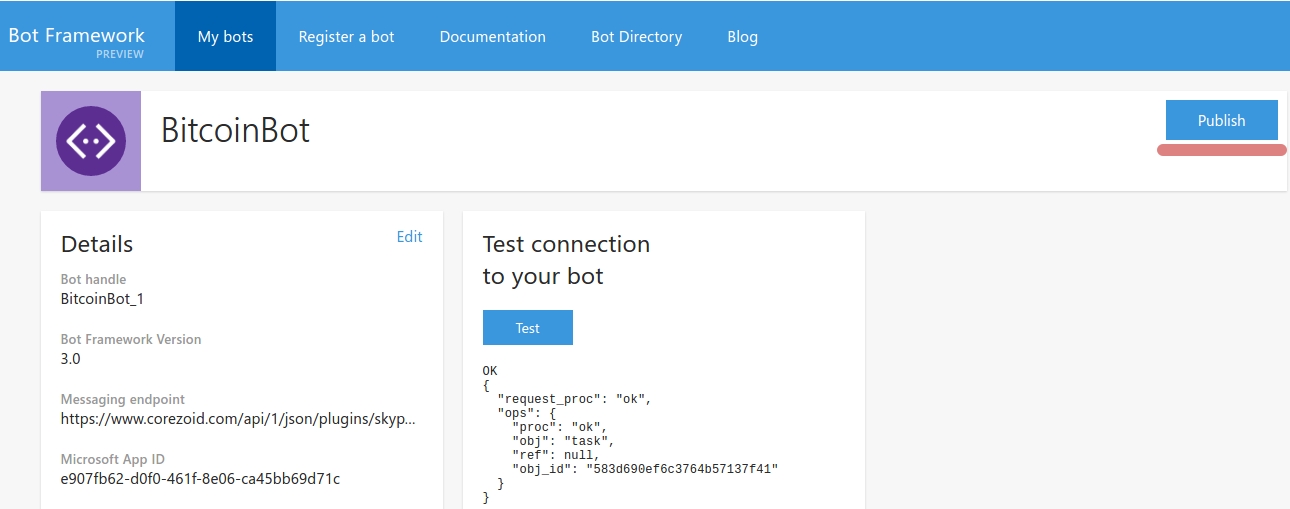 Bot Framework
PREVIEW
My bots
Register a bot
Documentation
Bot Directory
Blog
BitcoinBot
Publish
Details
Edit
Bot handle
BitcoinBot_1
Bot Framework Version
3.0
Messaging endpoint
https://www.corezoid.com/api/1/json/plugins/skyp...
Microsoft App ID
e907fb62-d0f0-461f-8e06-ca45bb69d71c
Test connection
to your bot
Test
OK
{
  "request_proc": "ok",
  "ops": {
    "proc": "ok",
    "obj": "task",
    "ref": null,
    "obj_id": "583d690ef6c3764b57137f41"
  }
}